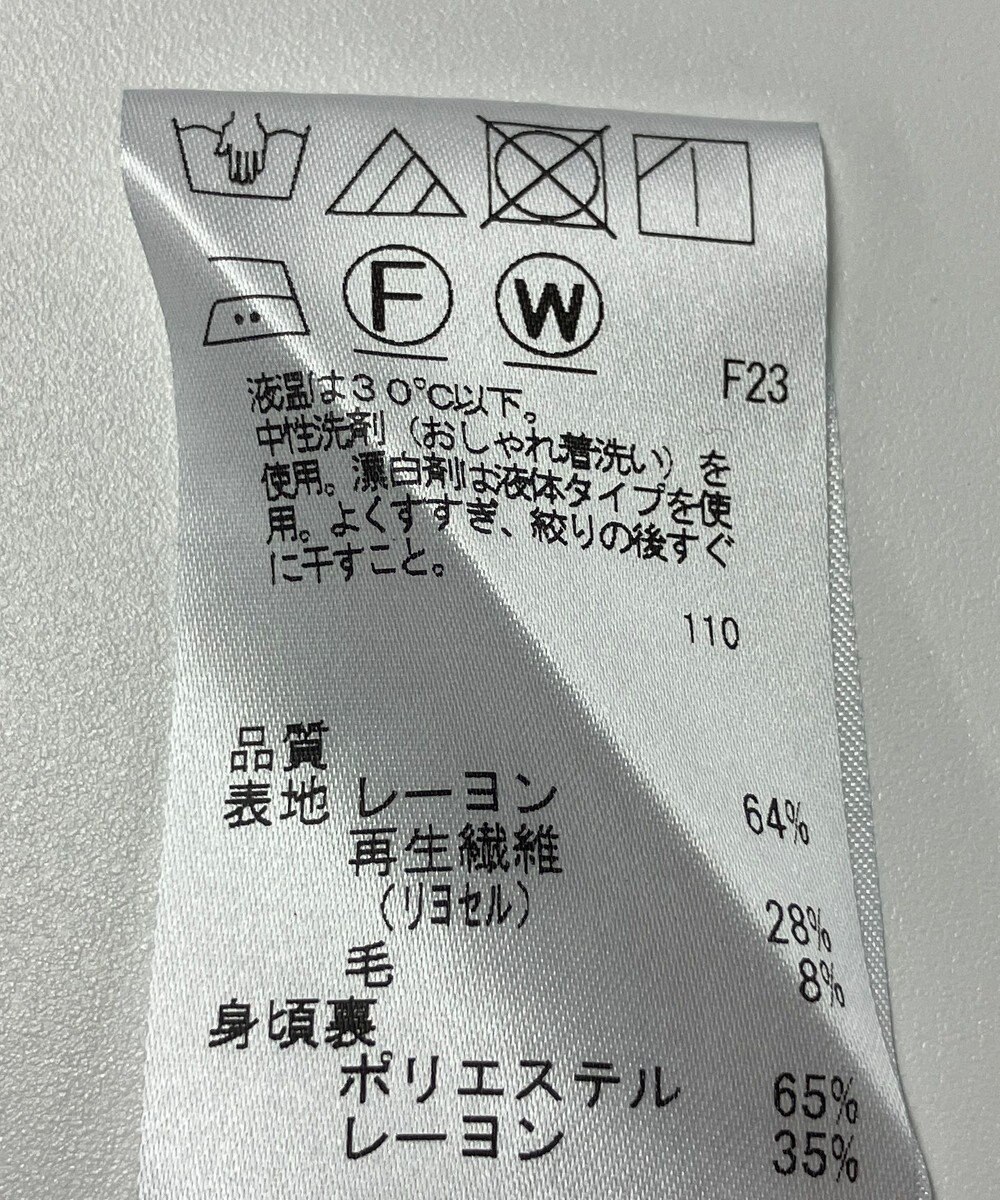 F W
F23
液温は30℃以下。
中性洗剤（おしゃれ着洗い）を
使用。漂白剤は液体タイプを使
用。よくすすぎ、絞りの後すぐ
に干すこと。
110
品質
表地 レーヨン 64%
再生繊維
（リヨセル） 28%
毛 8%
身頃裏
ポリエステル 65%
レーヨン 35%